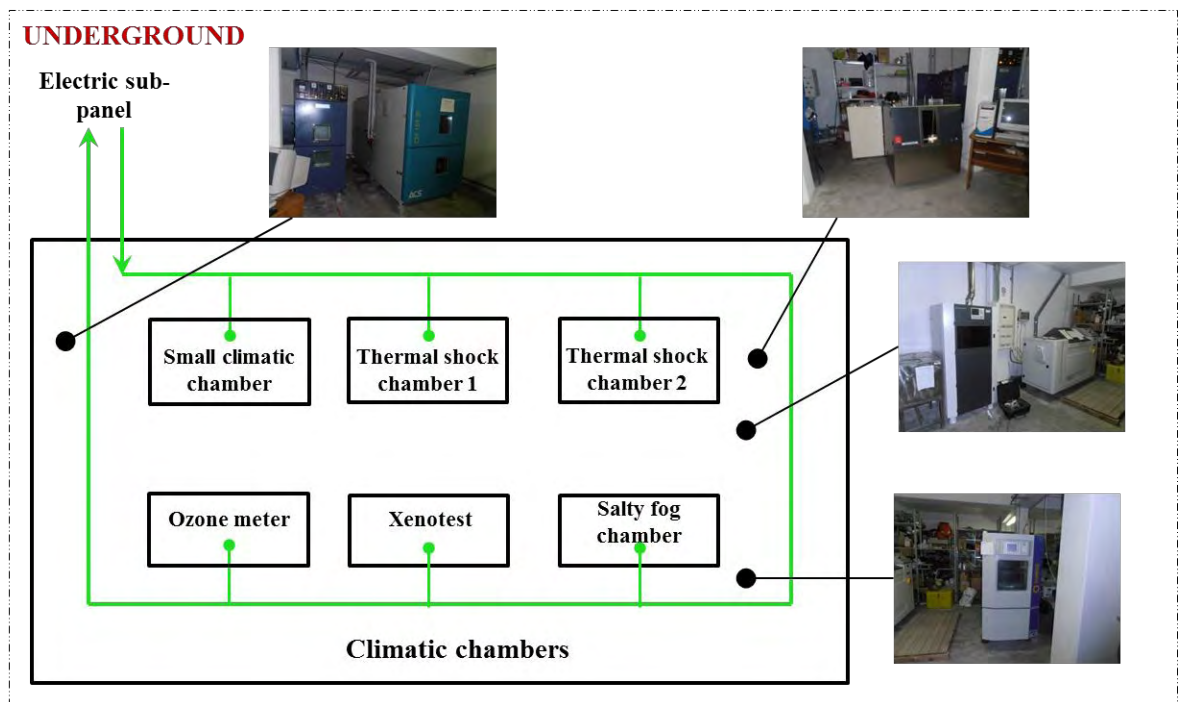 UNDERGROUND
Electric sub-
panel
Small climatic
chamber
Thermal shock
chamber 1
Thermal shock
chamber 2
Ozone meter
Xenotest
Salty fog
chamber
Climatic chambers
ACS